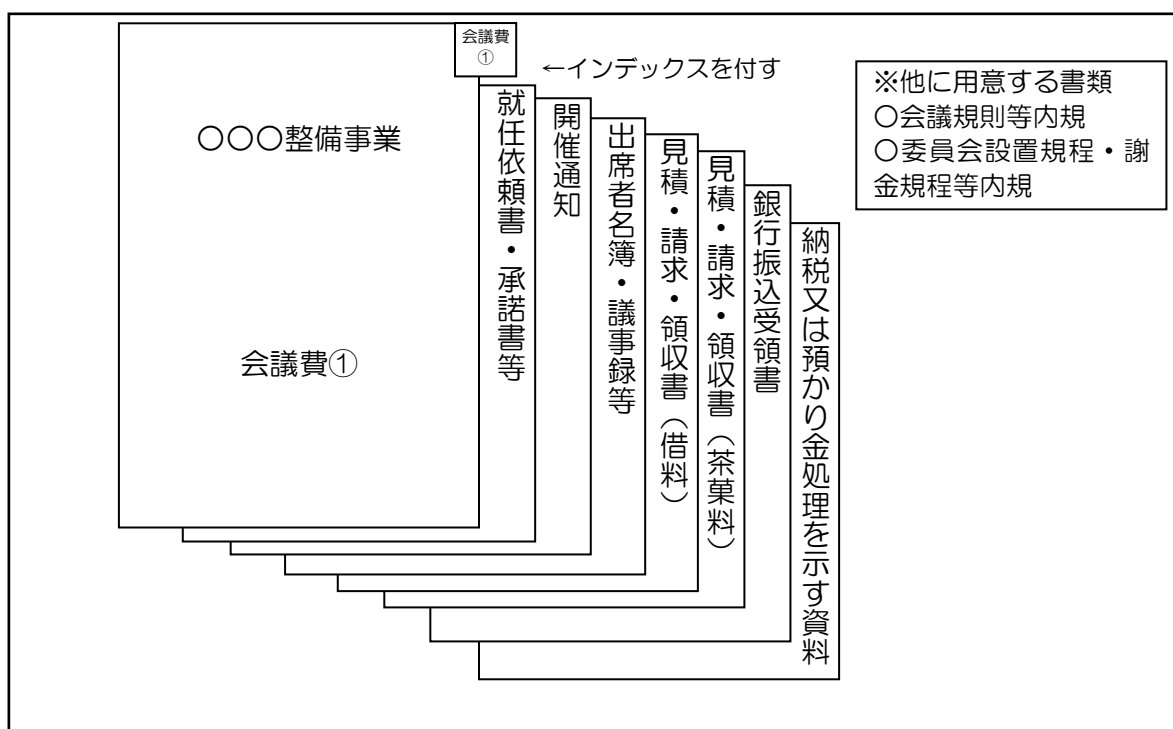 会議費
①
←インデックスを付す
〇〇〇整備事業
会議費①
就任依頼書・承諾書等
開催通知
出席者名簿・議事録等
見積・請求・領収書（借料）
見積・請求・領収書（茶菓料）
銀行振込受領書
納税又は預かり金処理を示す資料
※他に用意する書類
〇会議規則等内規
〇委員会設置規程・謝
金規程等内規